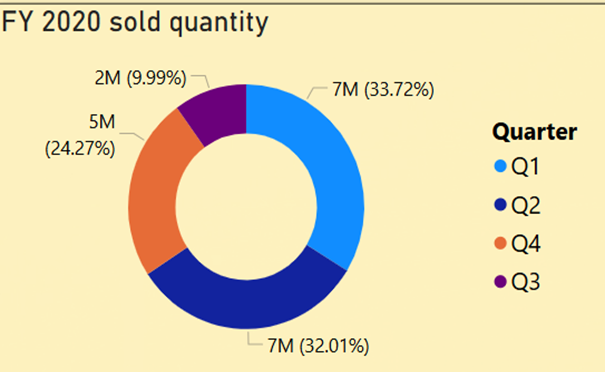 FY 2020 sold quantity
2M (9.99%)
7M (33.72%)
5M
(24.27%)
7M (32.01%)
Quarter
Q1
Q2
Q4
Q3